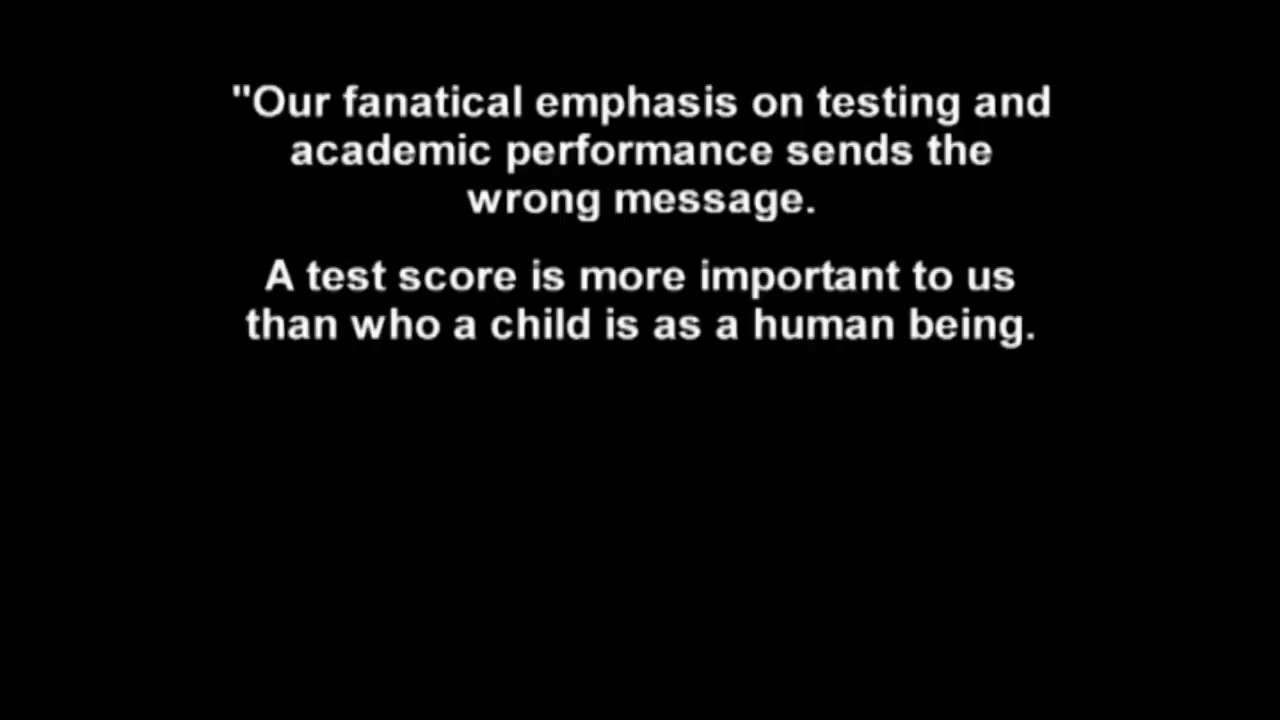 "Our fanatical emphasis on testing and
academic performance sends the
wrong message.
A test score is more important to us
than who a child is as a human being.